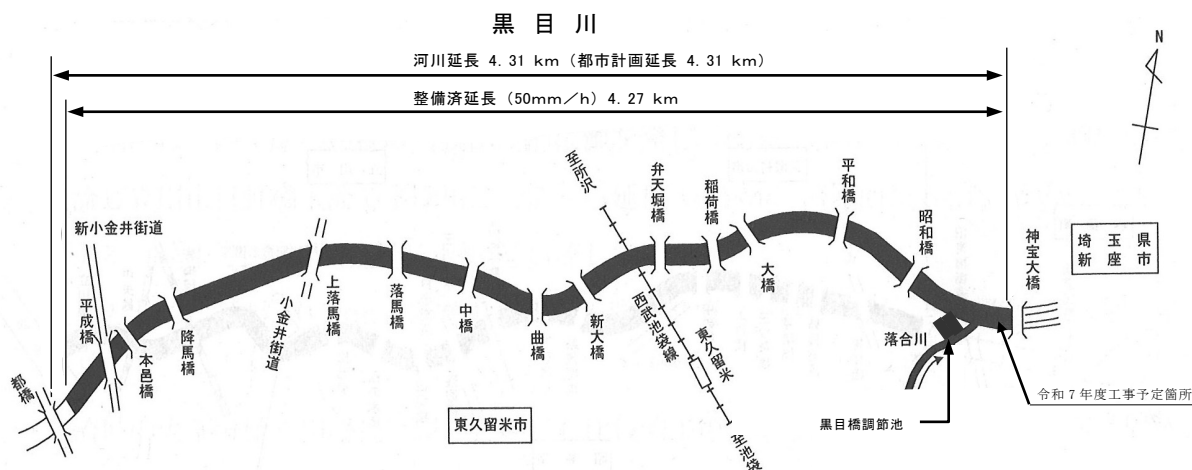 黒目川
河川延長 4.31 km（都市計画延長 4.31 km）
整備済延長（50mm／h）4.27 km
N
新小金井街道
都橋
平成橋
本邑橋
降馬橋
小金井街道
上落馬橋
落馬橋
中橋
曲橋
新大橋
至所沢
西武池袋線
東久留米
至池袋
弁天堀橋
稲荷橋
大橋
平和橋
昭和橋
神宝大橋
埼玉県
新座市
落合川
令和7年度工事予定箇所
黒目橋調節池
東久留米市